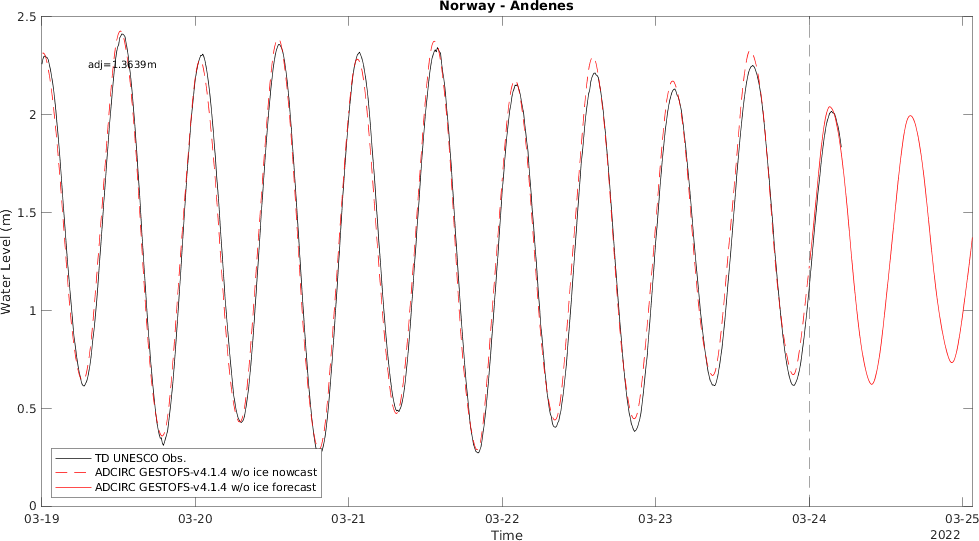 Norway - Andenes
2.5
adj=1.3639m
2
1.5
Water Level (m)
1
0.5
TD UNESCO Obs.
ADCIRC GESTOFS-v4.1.4 w/o ice nowcast
ADCIRC GESTOFS-v4.1.4 w/o ice forecast
0
03-19 03-20 03-21 03-22 03-23 03-24 03-25
Time
2022